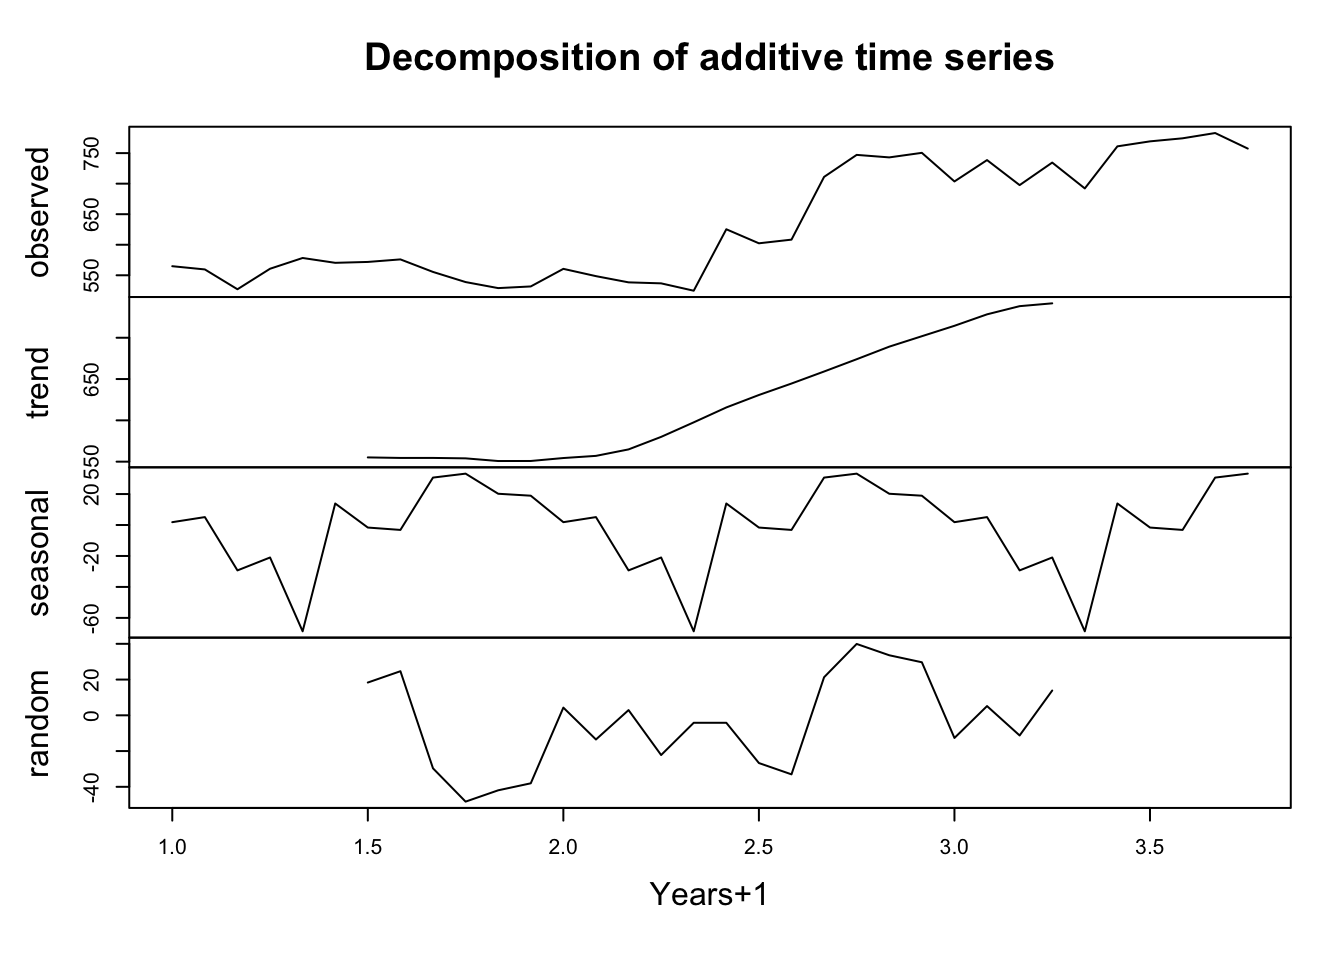 Decomposition of additive time series
observed
550 650 750
trend
550 650
seasonal
-60 -20 20
random
-40 0 20
1.0 1.5 2.0 2.5 3.0 3.5
Years+1